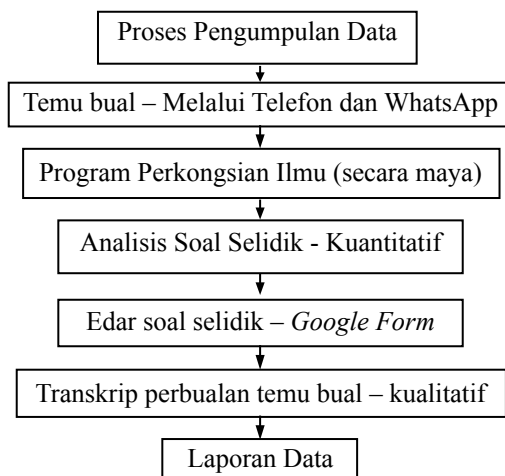 Proses Pengumpulan Data
Temu bual – Melalui Telefon dan WhatsApp
Program Perkongsian Ilmu (secara maya)
Analisis Soal Selidik - Kuantitatif
Edar soal selidik – Google Form
Transkrip perbualan temu bual – kualitatif
Laporan Data